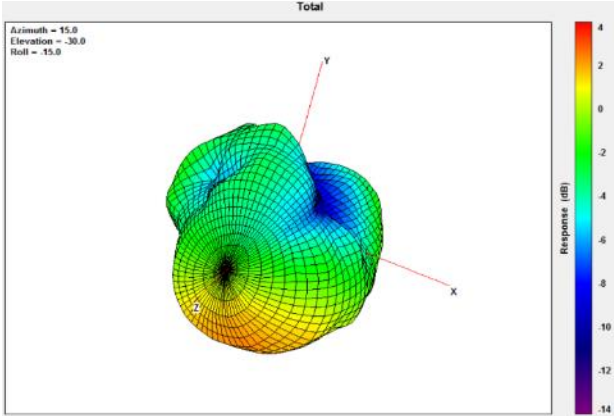 Total
Azimuth = 15.0
Elevation = -30.0
Roll = -15.0
Y
X
Z
Response (dB)
4
2
0
-2
-4
-6
-8
-10
-12
-14